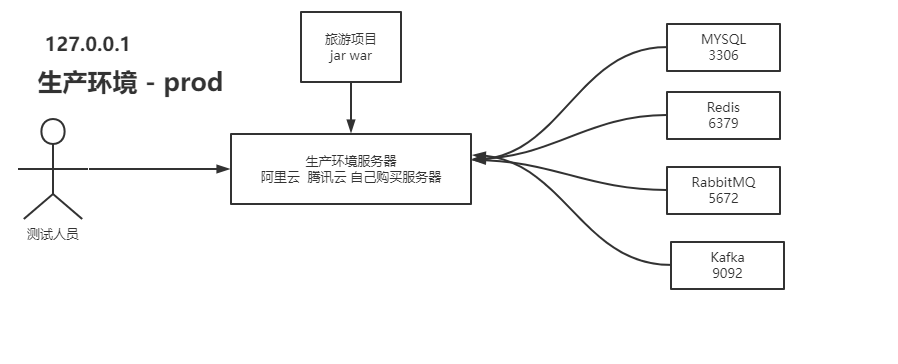 127.0.0.1
生产环境 - prod
测试人员
旅游项目
jar war
生产环境服务器
阿里云  腾讯云 自己购买服务器
MYSQL
3306
Redis
6379
RabbitMQ
5672
Kafka
9092